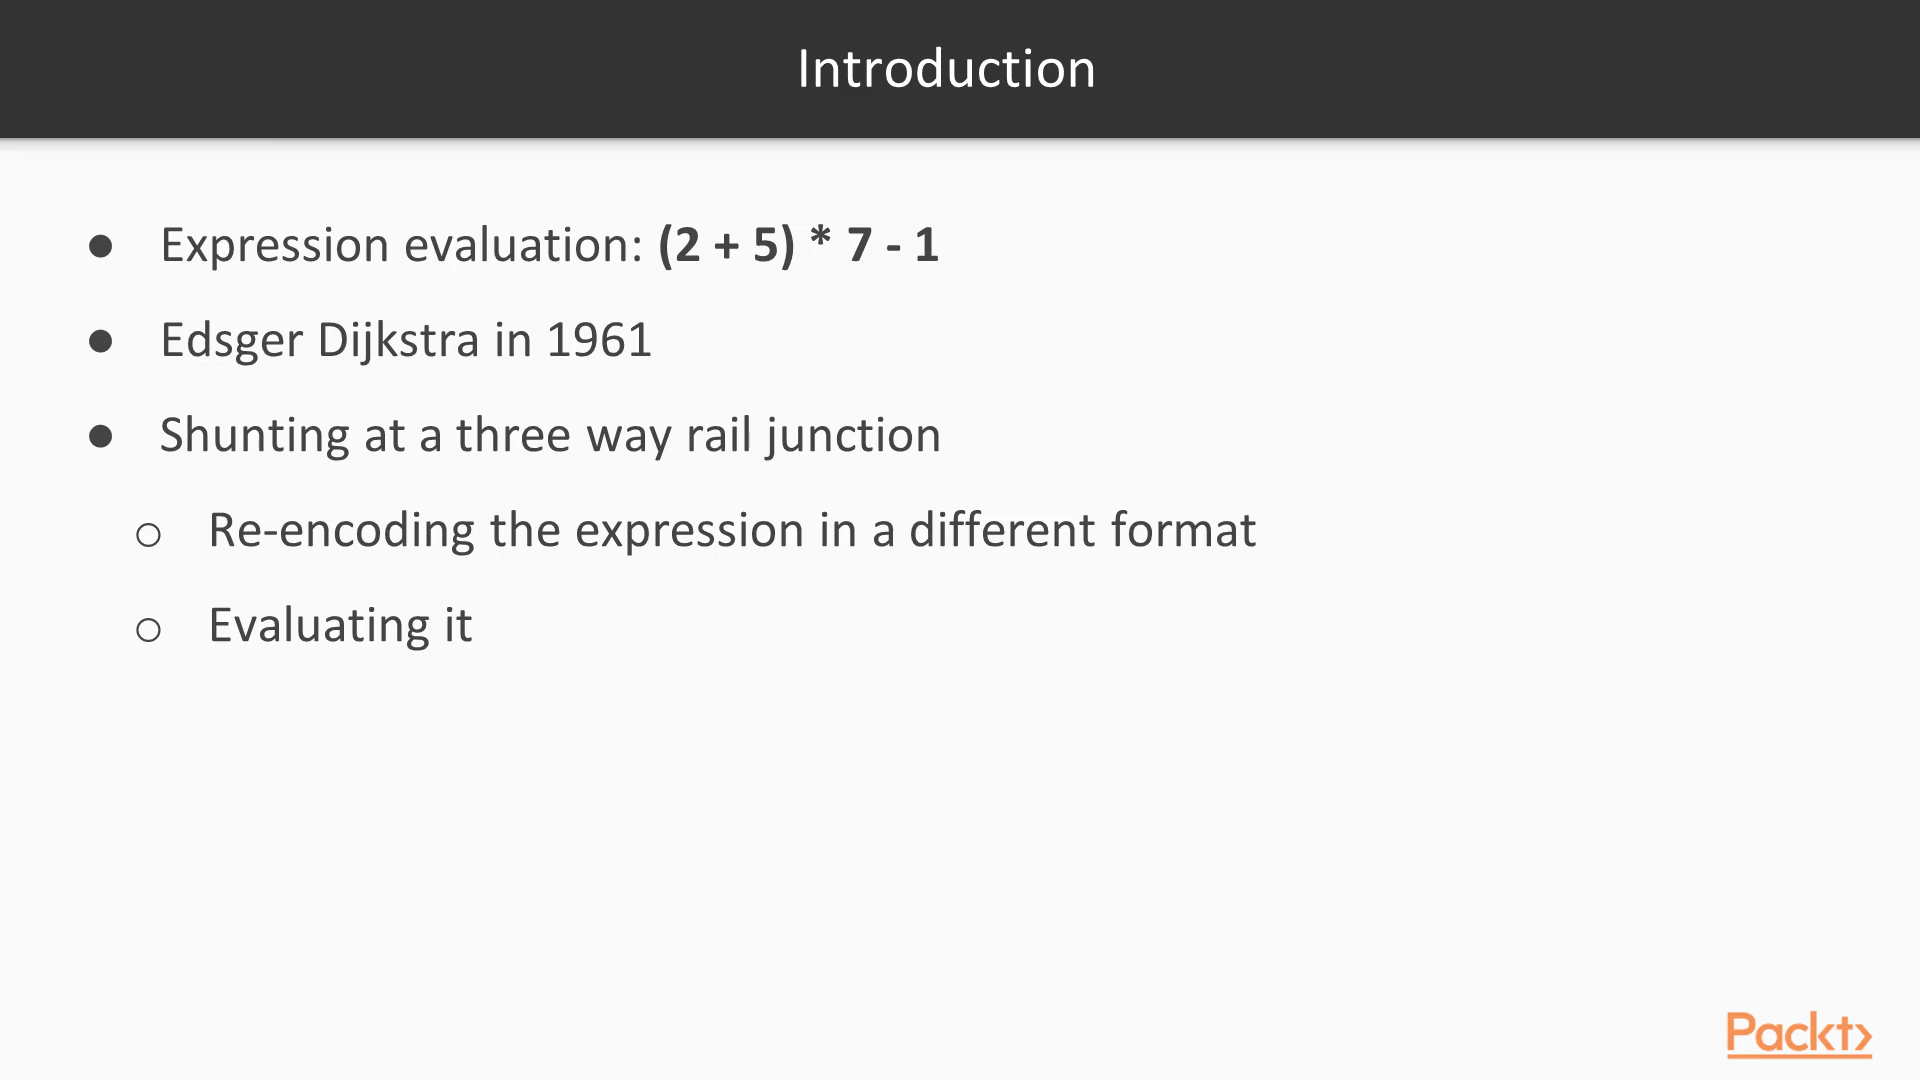 Introduction
● Expression evaluation: (2 + 5) * 7 - 1
● Edsger Dijkstra in 1961
● Shunting at a three way rail junction
○ Re-encoding the expression in a different format
○ Evaluating it
Packt>